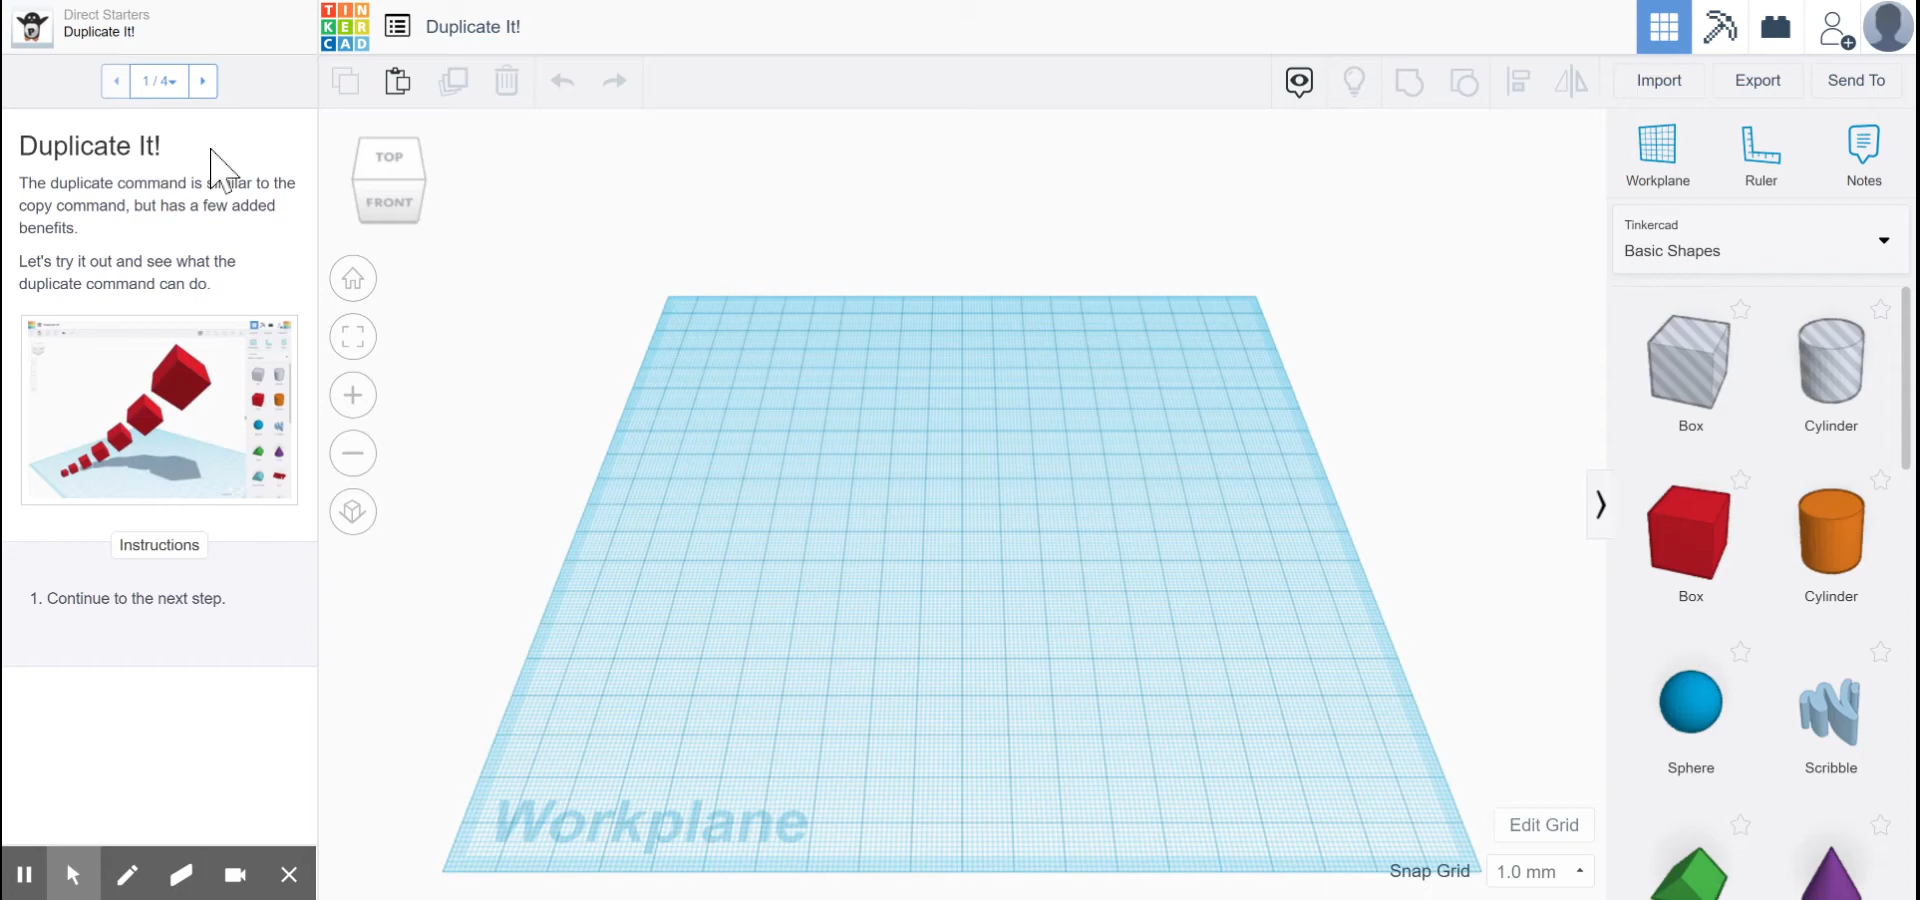 Direct Starters
Duplicate It!
TIN
KER
CAD
Duplicate It!
1 / 4
Import
Export
Send To
Duplicate It!
The duplicate command is similar to the
copy command, but has a few added
benefits.
Let's try it out and see what the
duplicate command can do.
Instructions
1. Continue to the next step.
TOP
FRONT
Workplane
Edit Grid
Snap Grid
1.0 mm
Workplane
Ruler
Notes
Tinkercad
Basic Shapes
Box
Cylinder
Box
Cylinder
Sphere
Scribble